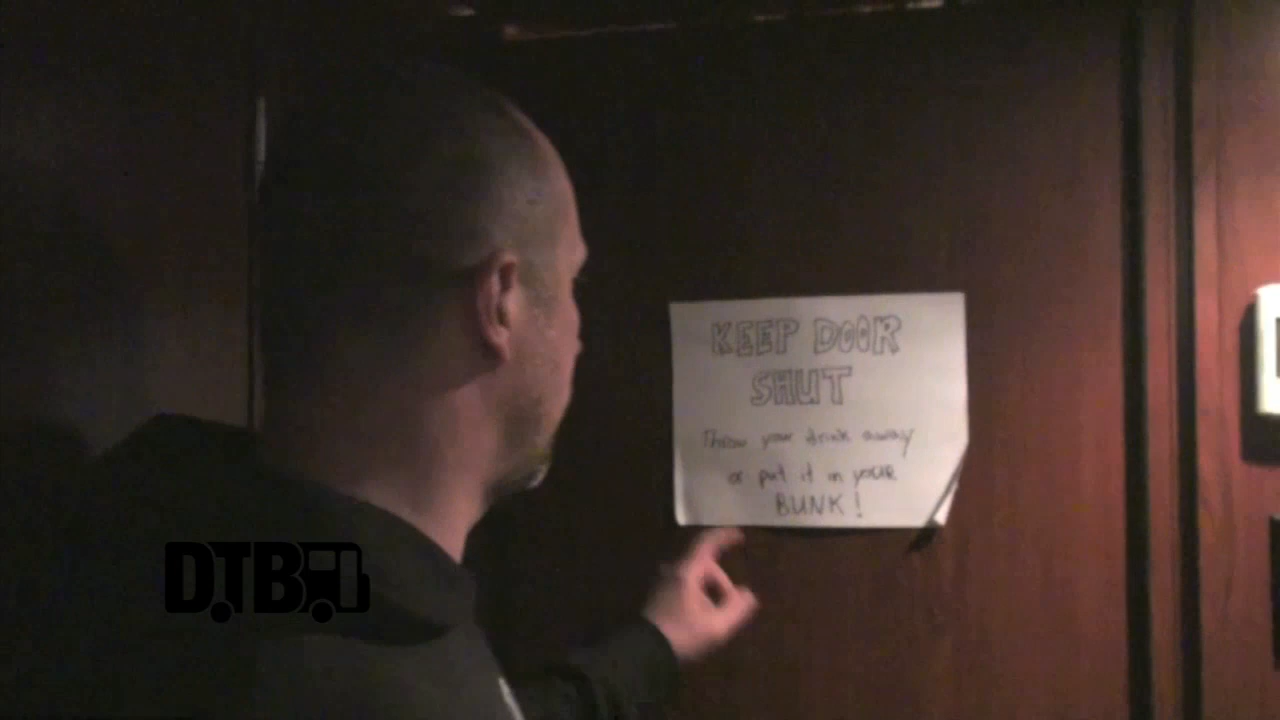 KEEP DOOR
SHUT
Throw your drink away
or put it in your
BUNK!
DTB